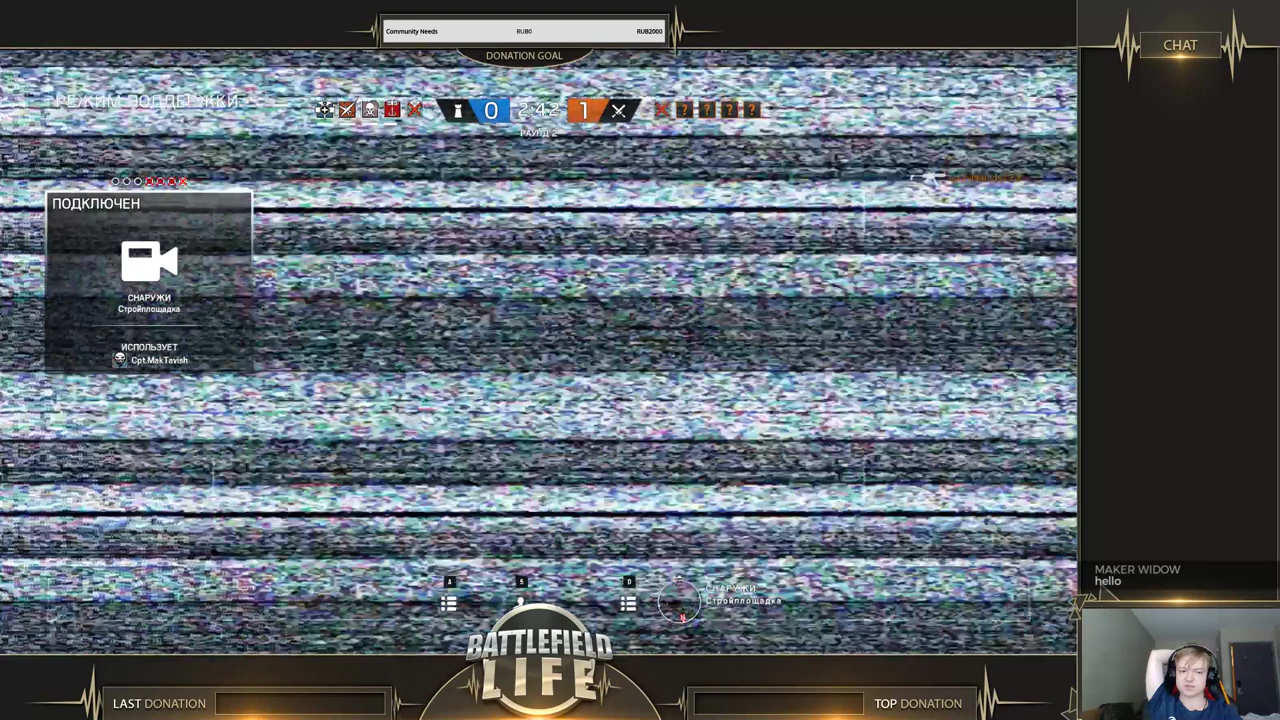 Community Needs RUB0 RUB2000
DONATION GOAL
CHAT
РЕЖИМ ПОДДЕРЖКИ
0 2:42 1
РАУНД 2
? ? ? ?
ПОДКЛЮЧЕН
СНАРУЖИ
Стройплощадка
ИСПОЛЬЗУЕТ
Cpt.MakTavish
MAKER WIDOW
hello
A S D
СНАРУЖИ
Стройплощадка
BATTLEFIELD
LIFE
LAST DONATION
TOP DONATION